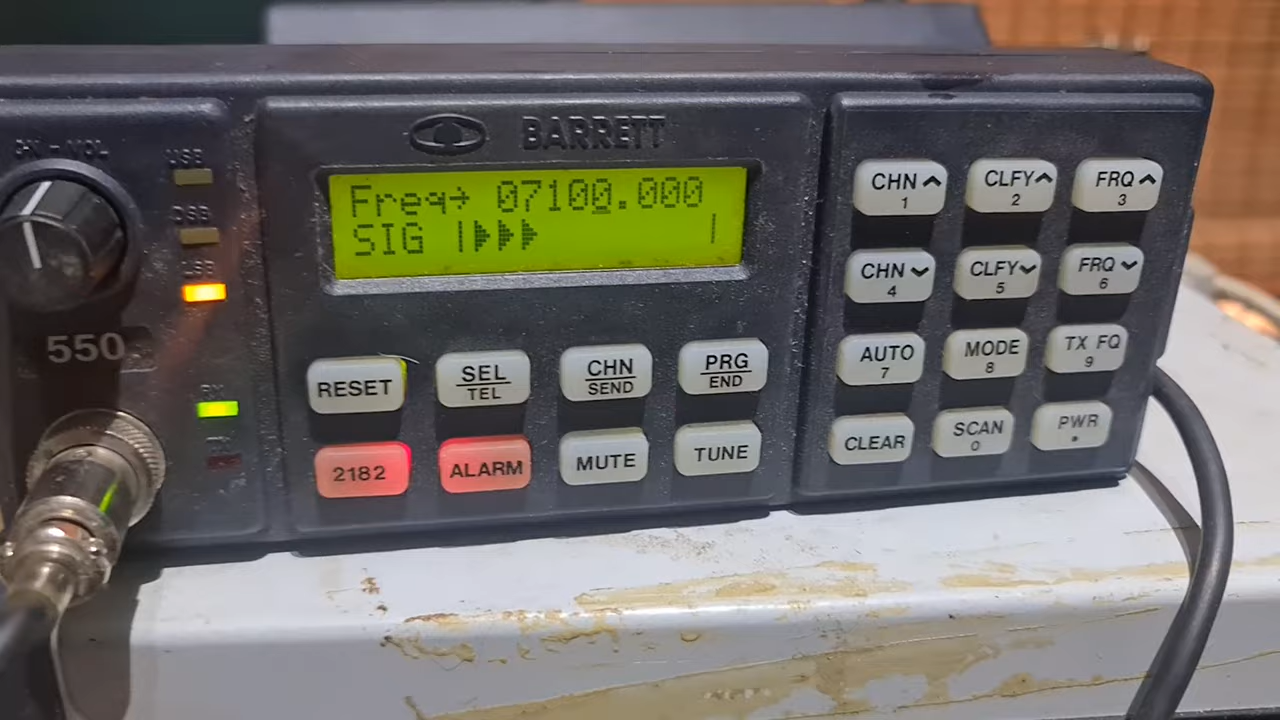 BARRETT
ON - VOL
USB
LSB
Freq→ 07100.000
SIG
550
RESET
SEL
TEL
CHN
SEND
PRG
END
2182
ALARM
MUTE
TUNE
CHN
1
CLFY
2
FRQ
3
CHN
4
CLFY
5
FRQ
6
AUTO
7
MODE
8
TX FQ
9
CLEAR
SCAN
0
PWR